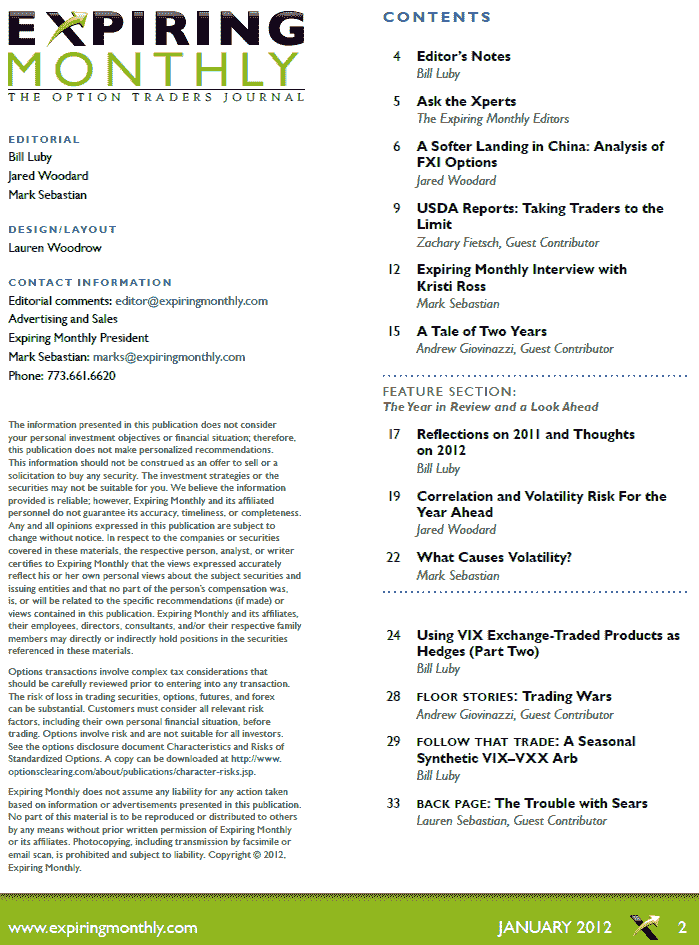 EXPIRING
MONTHLY
THE OPTION TRADERS JOURNAL
EDITORIAL
Bill Luby
Jared Woodard
Mark Sebastian
DESIGN/LAYOUT
Lauren Woodrow
CONTACT INFORMATION
Editorial comments: editor@expiringmonthly.com
Advertising and Sales
Expiring Monthly President
Mark Sebastian: marks@expiringmonthly.com
Phone: 773.661.6620
The information presented in this publication does not consider
your personal investment objectives or financial situation; therefore,
this publication does not make personalized recommendations.
This information should not be construed as an offer to sell or a
solicitation to buy any security. The investment strategies or the
securities may not be suitable for you. We believe the information
provided is reliable; however, Expiring Monthly and its affiliated
personnel do not guarantee its accuracy, timeliness, or completeness.
Any and all opinions expressed in this publication are subject to
change without notice. In respect to the companies or securities
covered in these materials, the respective person, analyst, or writer
certifies to Expiring Monthly that the views expressed accurately
reflect his or her own personal views about the subject securities and
issuing entities and that no part of the person's compensation was,
is, or will be related to the specific recommendations (if made) or
views contained in this publication. Expiring Monthly and its affiliates,
their employees, directors, consultants, and/or their respective family
members may directly or indirectly hold positions in the securities
referenced in these materials.
Options transactions involve complex tax considerations that
should be carefully reviewed prior to entering into any transaction.
The risk of loss in trading securities, options, futures, and forex
can be substantial. Customers must consider all relevant risk
factors, including their own personal financial situation, before
trading. Options involve risk and are not suitable for all investors.
See the options disclosure document Characteristics and Risks of
Standardized Options. A copy can be downloaded at http://www.
optionsclearing.com/about/publications/character-risks.jsp.
Expiring Monthly does not assume any liability for any action taken
based on information or advertisements presented in this publication.
No part of this material is to be reproduced or distributed to others
by any means without prior written permission of Expiring Monthly
or its affiliates. Photocopying, including transmission by facsimile or
email scan, is prohibited and subject to liability. Copyright © 2012,
Expiring Monthly.
CONTENTS
4 Editor's Notes
Bill Luby
5 Ask the Xperts
The Expiring Monthly Editors
6 A Softer Landing in China: Analysis of
FXI Options
Jared Woodard
9 USDA Reports: Taking Traders to the
Limit
Zachary Fietsch, Guest Contributor
12 Expiring Monthly Interview with
Kristi Ross
Mark Sebastian
15 A Tale of Two Years
Andrew Giovinazzi, Guest Contributor
FEATURE SECTION:
The Year in Review and a Look Ahead
17 Reflections on 2011 and Thoughts
on 2012
Bill Luby
19 Correlation and Volatility Risk For the
Year Ahead
Jared Woodard
22 What Causes Volatility?
Mark Sebastian
24 Using VIX Exchange-Traded Products as
Hedges (Part Two)
Bill Luby
28 FLOOR STORIES: Trading Wars
Andrew Giovinazzi, Guest Contributor
29 FOLLOW THAT TRADE: A Seasonal
Synthetic VIX–VXX Arb
Bill Luby
33 BACK PAGE: The Trouble with Sears
Lauren Sebastian, Guest Contributor
www.expiringmonthly.com
JANUARY 2012 2